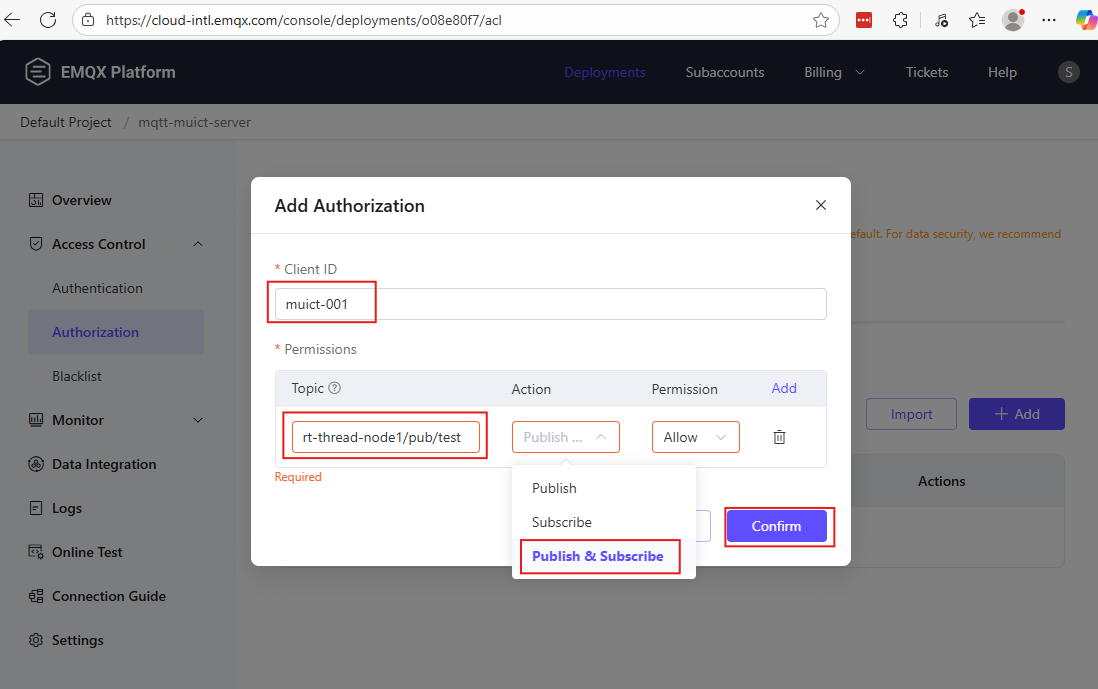 https://cloud-intl.emqx.com/console/deployments/o08e80f7/acl
EMQX Platform
Deployments Subaccounts Billing Tickets Help S
Default Project / mqtt-muict-server
Overview
Access Control
Authentication
Authorization
Blacklist
Monitor
Data Integration
Logs
Online Test
Connection Guide
Settings
efault. For data security, we recommend
Import + Add
Actions
Add Authorization
* Client ID
muict-001
* Permissions
Topic Action Permission Add
rt-thread-node1/pub/test Publish ... Allow
Required
Publish
Subscribe
Publish & Subscribe
Confirm